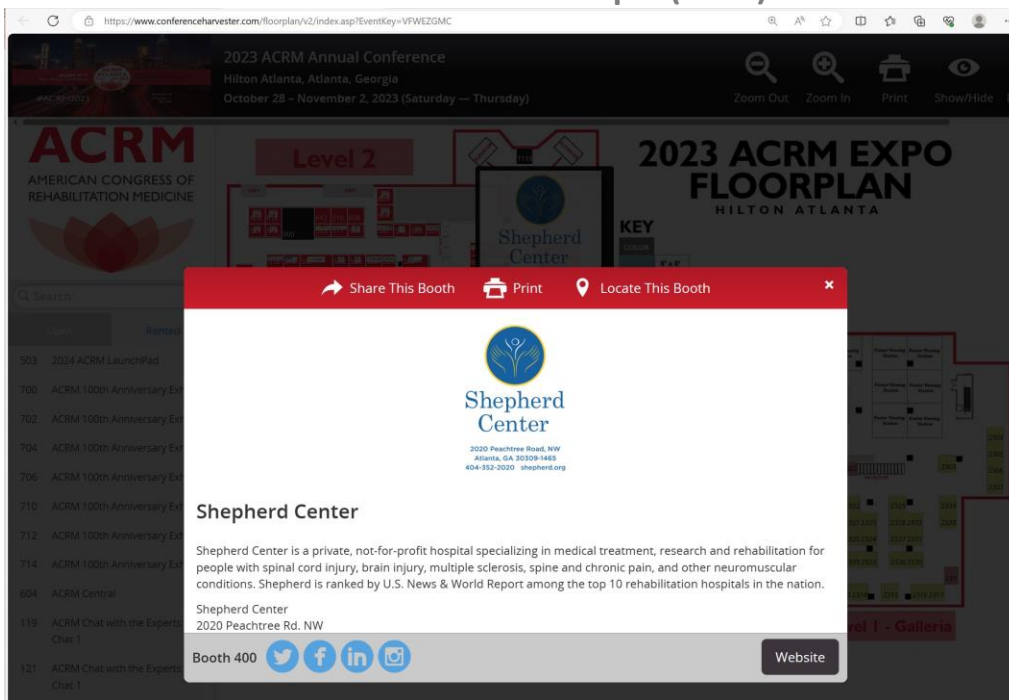 https://www.conferenceharvester.com/floorplan/v2/index.asp?EventKey=VFWEZGMC
2023 ACRM Annual Conference
Hilton Atlanta, Atlanta, Georgia
October 28 – November 2, 2023 (Saturday — Thursday)
Zoom Out
Zoom In
Print
Show/Hide
#ACRM2023
ACRM
AMERICAN CONGRESS OF
REHABILITATION MEDICINE
Level 2
Shepherd
Center
2023 ACRM EXPO
FLOORPLAN
HILTON ATLANTA
KEY
COLOR
Search
Open
Rented
503 2024 ACRM LaunchPad
700 ACRM 100th Anniversary Ex
702 ACRM 100th Anniversary Ex
704 ACRM 100th Anniversary Ex
706 ACRM 100th Anniversary Ex
710 ACRM 100th Anniversary Ex
712 ACRM 100th Anniversary Ex
714 ACRM 100th Anniversary Ex
604 ACRM Central
119 ACRM Chat with the Experts
Chat 1
121 ACRM Chat with the Experts
Chat 1
Share This Booth
Print
Locate This Booth
×
Shepherd
Center
2020 Peachtree Road, NW
Atlanta, GA 30309-1465
404-352-2020 shepherd.org
Shepherd Center
Shepherd Center is a private, not-for-profit hospital specializing in medical treatment, research and rehabilitation for
people with spinal cord injury, brain injury, multiple sclerosis, spine and chronic pain, and other neuromuscular
conditions. Shepherd is ranked by U.S. News & World Report among the top 10 rehabilitation hospitals in the nation.
Shepherd Center
2020 Peachtree Rd. NW
Booth 400
Website
Level 1 - Galleria